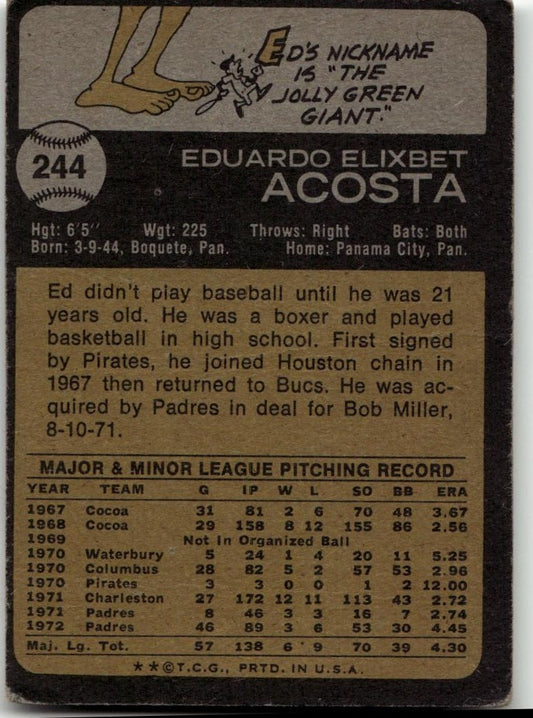 ED'S NICKNAME
IS "THE
JOLLY GREEN
GIANT."
244
EDUARDO ELIXBET
ACOSTA
Hgt: 6'5" Wgt: 225 Throws: Right Bats: Both
Born: 3-9-44, Boquete, Pan. Home: Panama City, Pan.
Ed didn't play baseball until he was 21
years old. He was a boxer and played
basketball in high school. First signed
by Pirates, he joined Houston chain in
1967 then returned to Bucs. He was ac-
quired by Padres in deal for Bob Miller,
8-10-71.
MAJOR & MINOR LEAGUE PITCHING RECORD
YEAR TEAM G IP W L SO BB ERA
1967 Cocoa 31 81 2 6 70 48 3.67
1968 Cocoa 29 158 8 12 155 86 2.56
1969 Not In Organized Ball
1970 Waterbury 5 24 1 4 20 11 5.25
1970 Columbus 28 82 5 2 57 53 2.96
1970 Pirates 3 3 0 0 1 2 12.00
1971 Charleston 27 172 12 11 113 43 2.72
1971 Padres 8 46 3 3 16 7 2.74
1972 Padres 46 89 3 6 53 30 4.45
Maj. Lg. Tot. 57 138 6 9 70 39 4.30
**©T.C.G., PRTD. IN U.S.A.